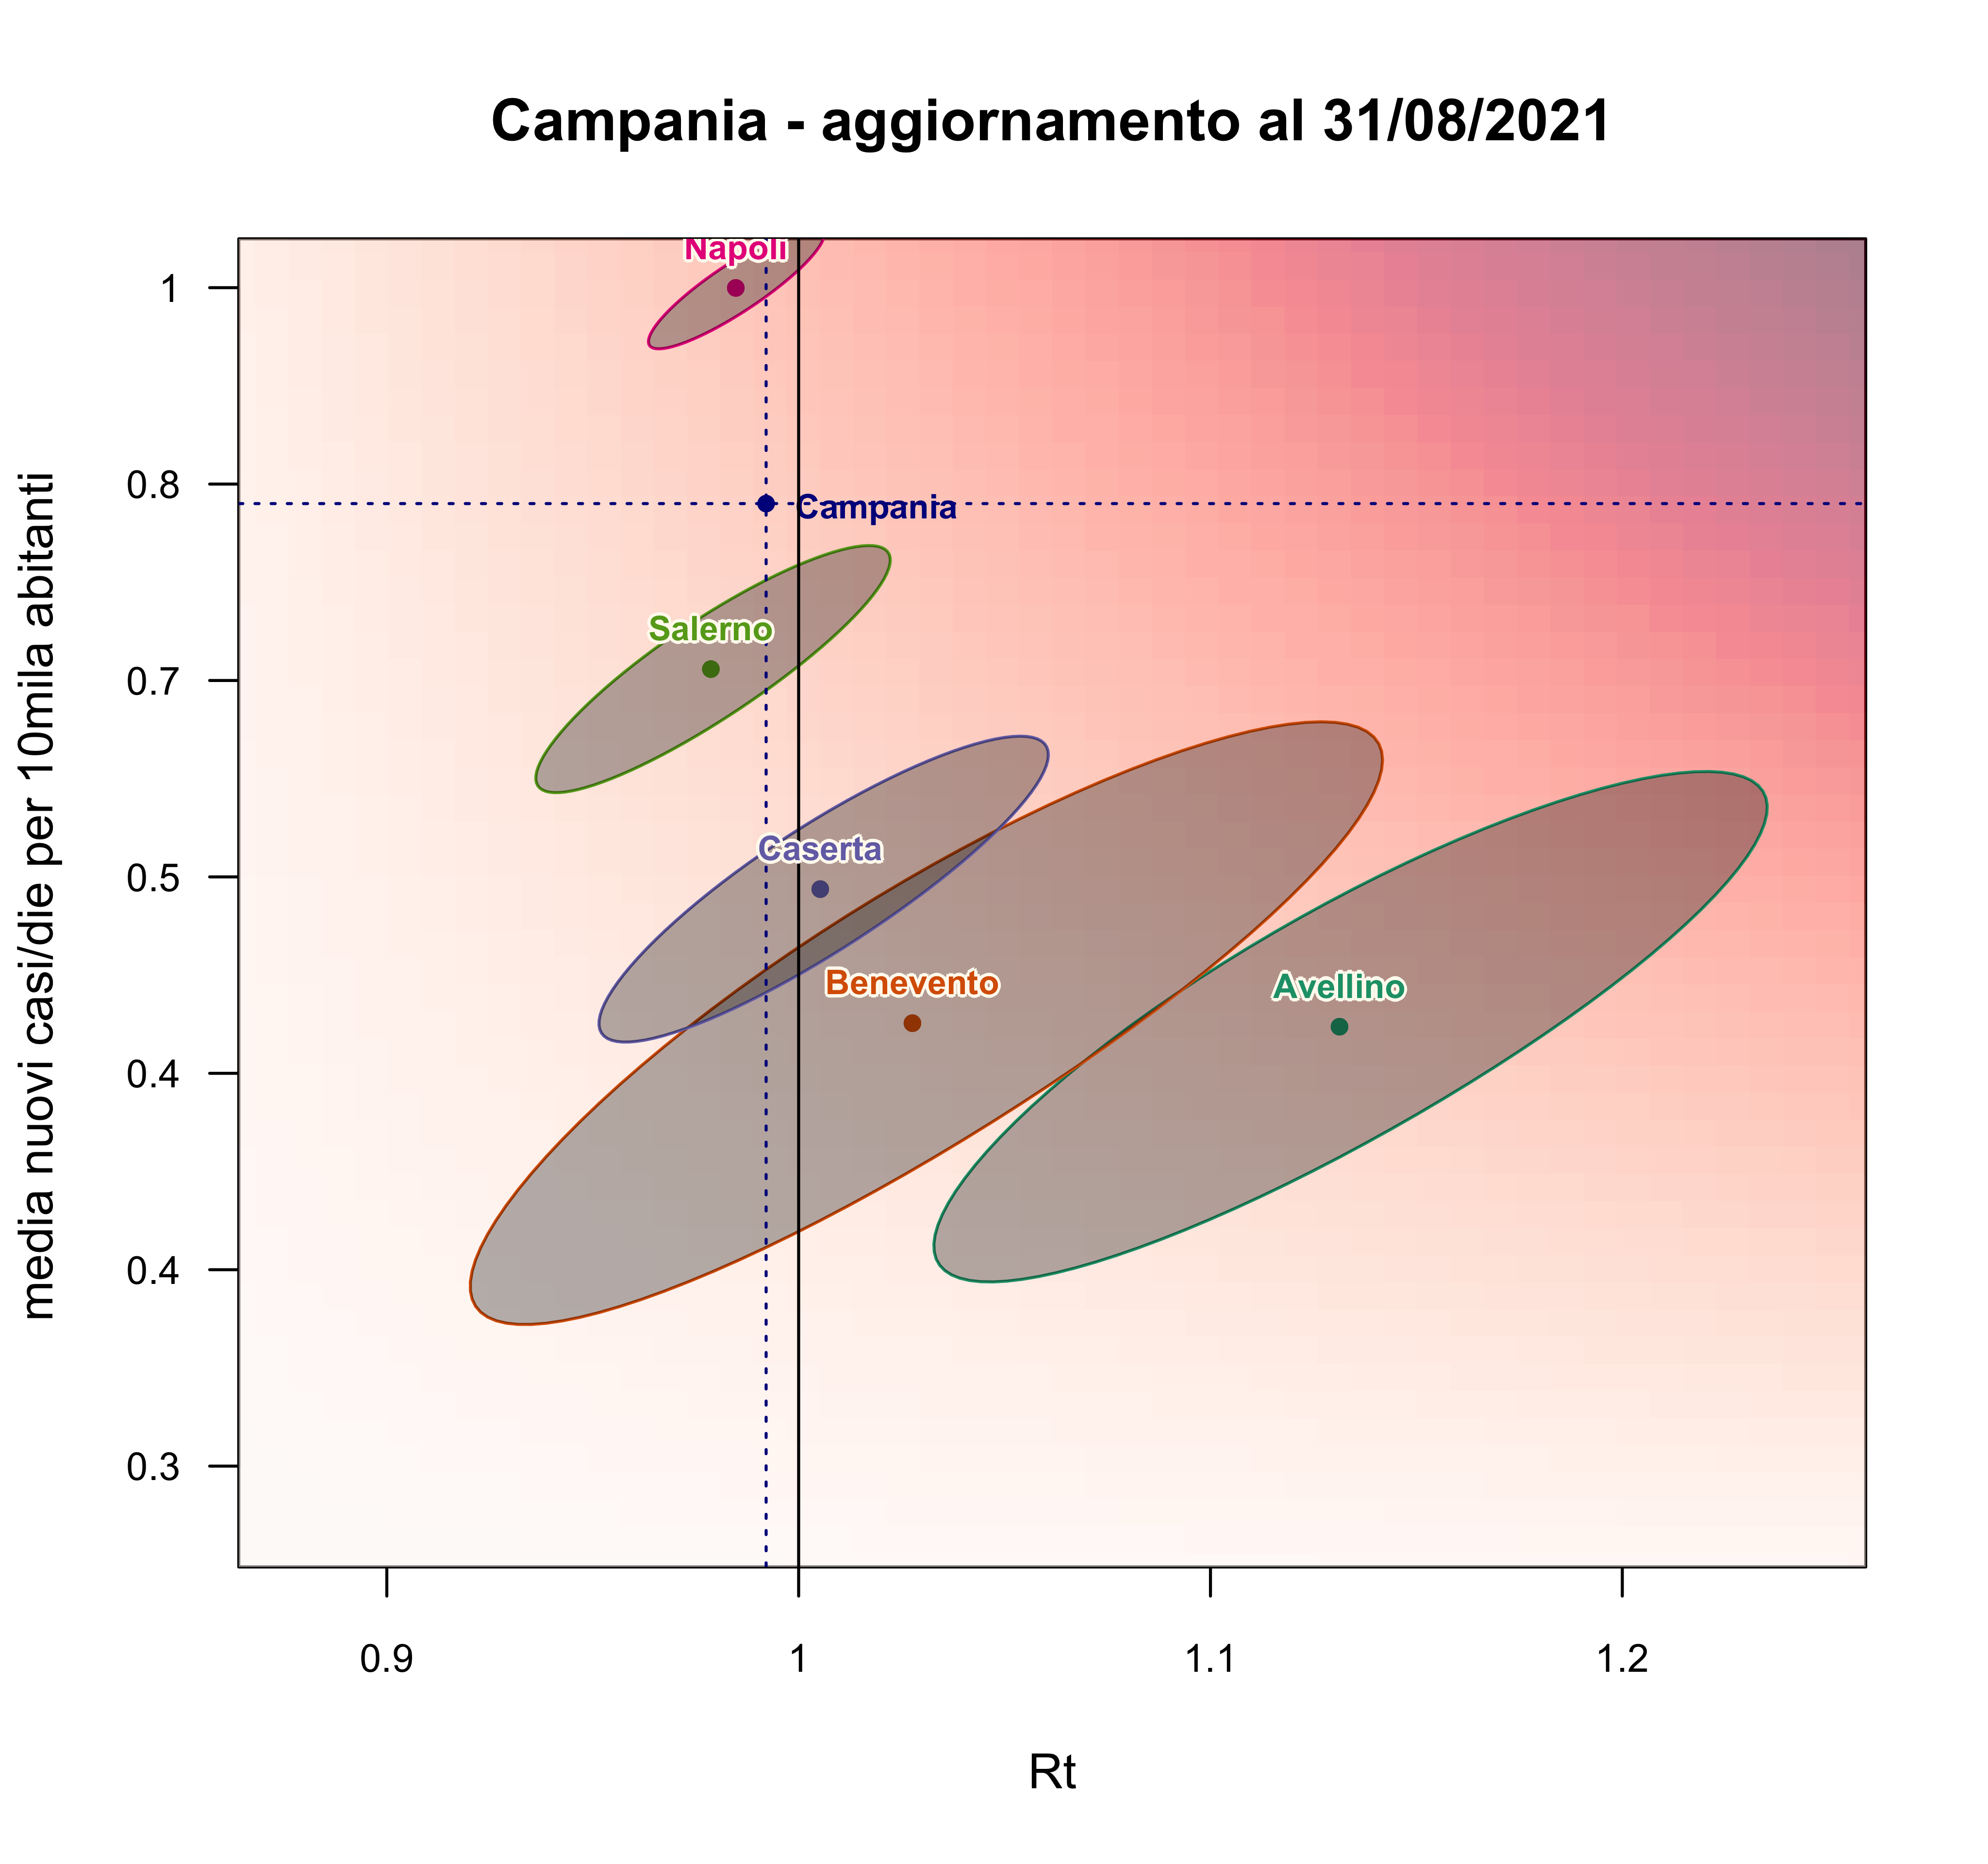 Campania - aggiornamento al 31/08/2021
media nuovi casi/die per 10mila abitanti
1
0.8
0.7
0.5
0.4
0.4
0.3
Napoli
Campania
Salerno
Caserta
Benevento
Avellino
0.9
1
1.1
1.2
Rt